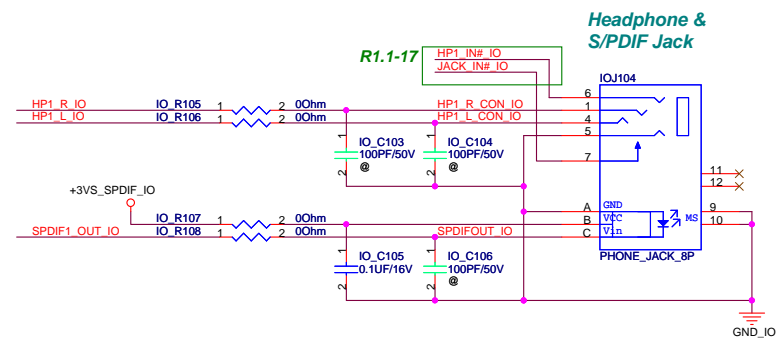 Headphone &
S/PDIF Jack
R1.1-17
HP1_IN#_IO
JACK_IN#_IO
IOJ104
HP1_R_IO
IO_R105
1
2
0Ohm
HP1_R_CON_IO
HP1_L_IO
IO_R106
1
2
0Ohm
HP1_L_CON_IO
6
1
4
5
7
1
IO_C103
100PF/50V
@
2
1
IO_C104
100PF/50V
@
2
11
12
+3VS_SPDIF_IO
IO_R107
1
2
0Ohm
SPDIF1_OUT_IO
IO_R108
1
2
0Ohm
SPDIFOUT_IO
A
B
C
GND
VCC
Vin
MS
9
10
1
IO_C105
0.1UF/16V
2
1
IO_C106
100PF/50V
@
2
PHONE_JACK_8P
GND_IO